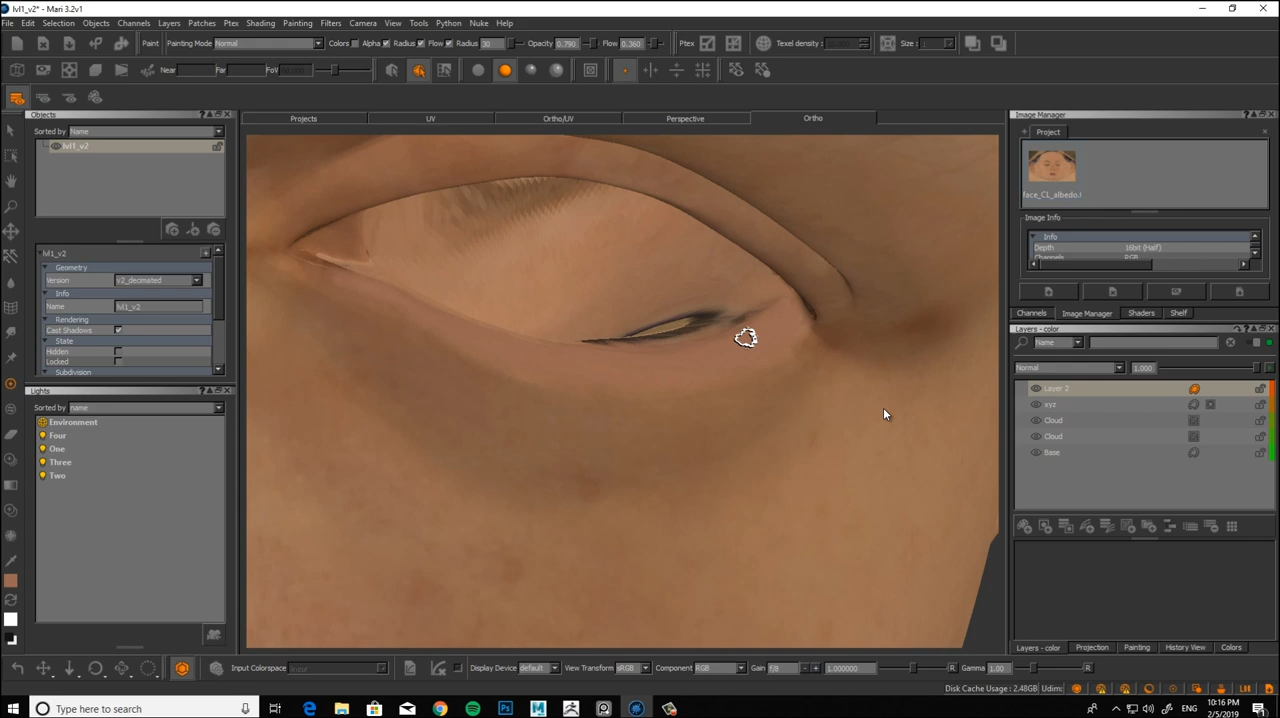 lvl1_v2* - Mari 3.2v1
File Edit Selection Objects Channels Layers Patches Ptex Shading Painting Filters Camera View Tools Python Nuke Help
Paint Painting Mode Normal Colors Alpha Radius Flow Radius 30 Opacity 0.790 Flow 0.360 Ptex Texel density: Size :
Near Far FoV
Objects
Sorted by Name
lvl1_v2
lvl1_v2
Geometry
Version v2_decimated
Info
Name lvl1_v2
Rendering
Cast Shadows
State
Hidden
Locked
Subdivision
Lights
Sorted by name
Environment
Four
One
Three
Two
Projects UV Ortho/UV Perspective Ortho
Image Manager
Project
face_CL_albedo.t
Image Info
Info
Depth 16bit (Half)
Channels RGB
Channels Image Manager Shaders Shelf
Layers - color
Name
Normal 1.000
Layer 2
xyz
Cloud
Cloud
Base
Layers - color Projection Painting History View Colors
Input Colorspace linear Display Device default View Transform sRGB Component RGB Gain f/8 1.000000 R Gamma 1.00 R
Disk Cache Usage : 2.48GB Udim:
Type here to search
10:16 PM
2/5/2019